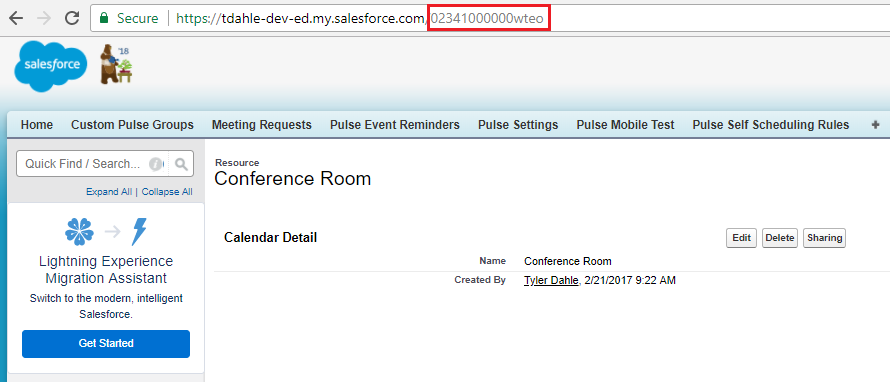 Secure https://tdahle-dev-ed.my.salesforce.com/02341000000wteo
salesforce '18
Home Custom Pulse Groups Meeting Requests Pulse Event Reminders Pulse Settings Pulse Mobile Test Pulse Self Scheduling Rules +
Quick Find / Search... i
Expand All | Collapse All
Lightning Experience
Migration Assistant
Switch to the modern, intelligent
Salesforce.
Get Started
Resource
Conference Room
Calendar Detail Edit Delete Sharing
Name Conference Room
Created By Tyler Dahle, 2/21/2017 9:22 AM